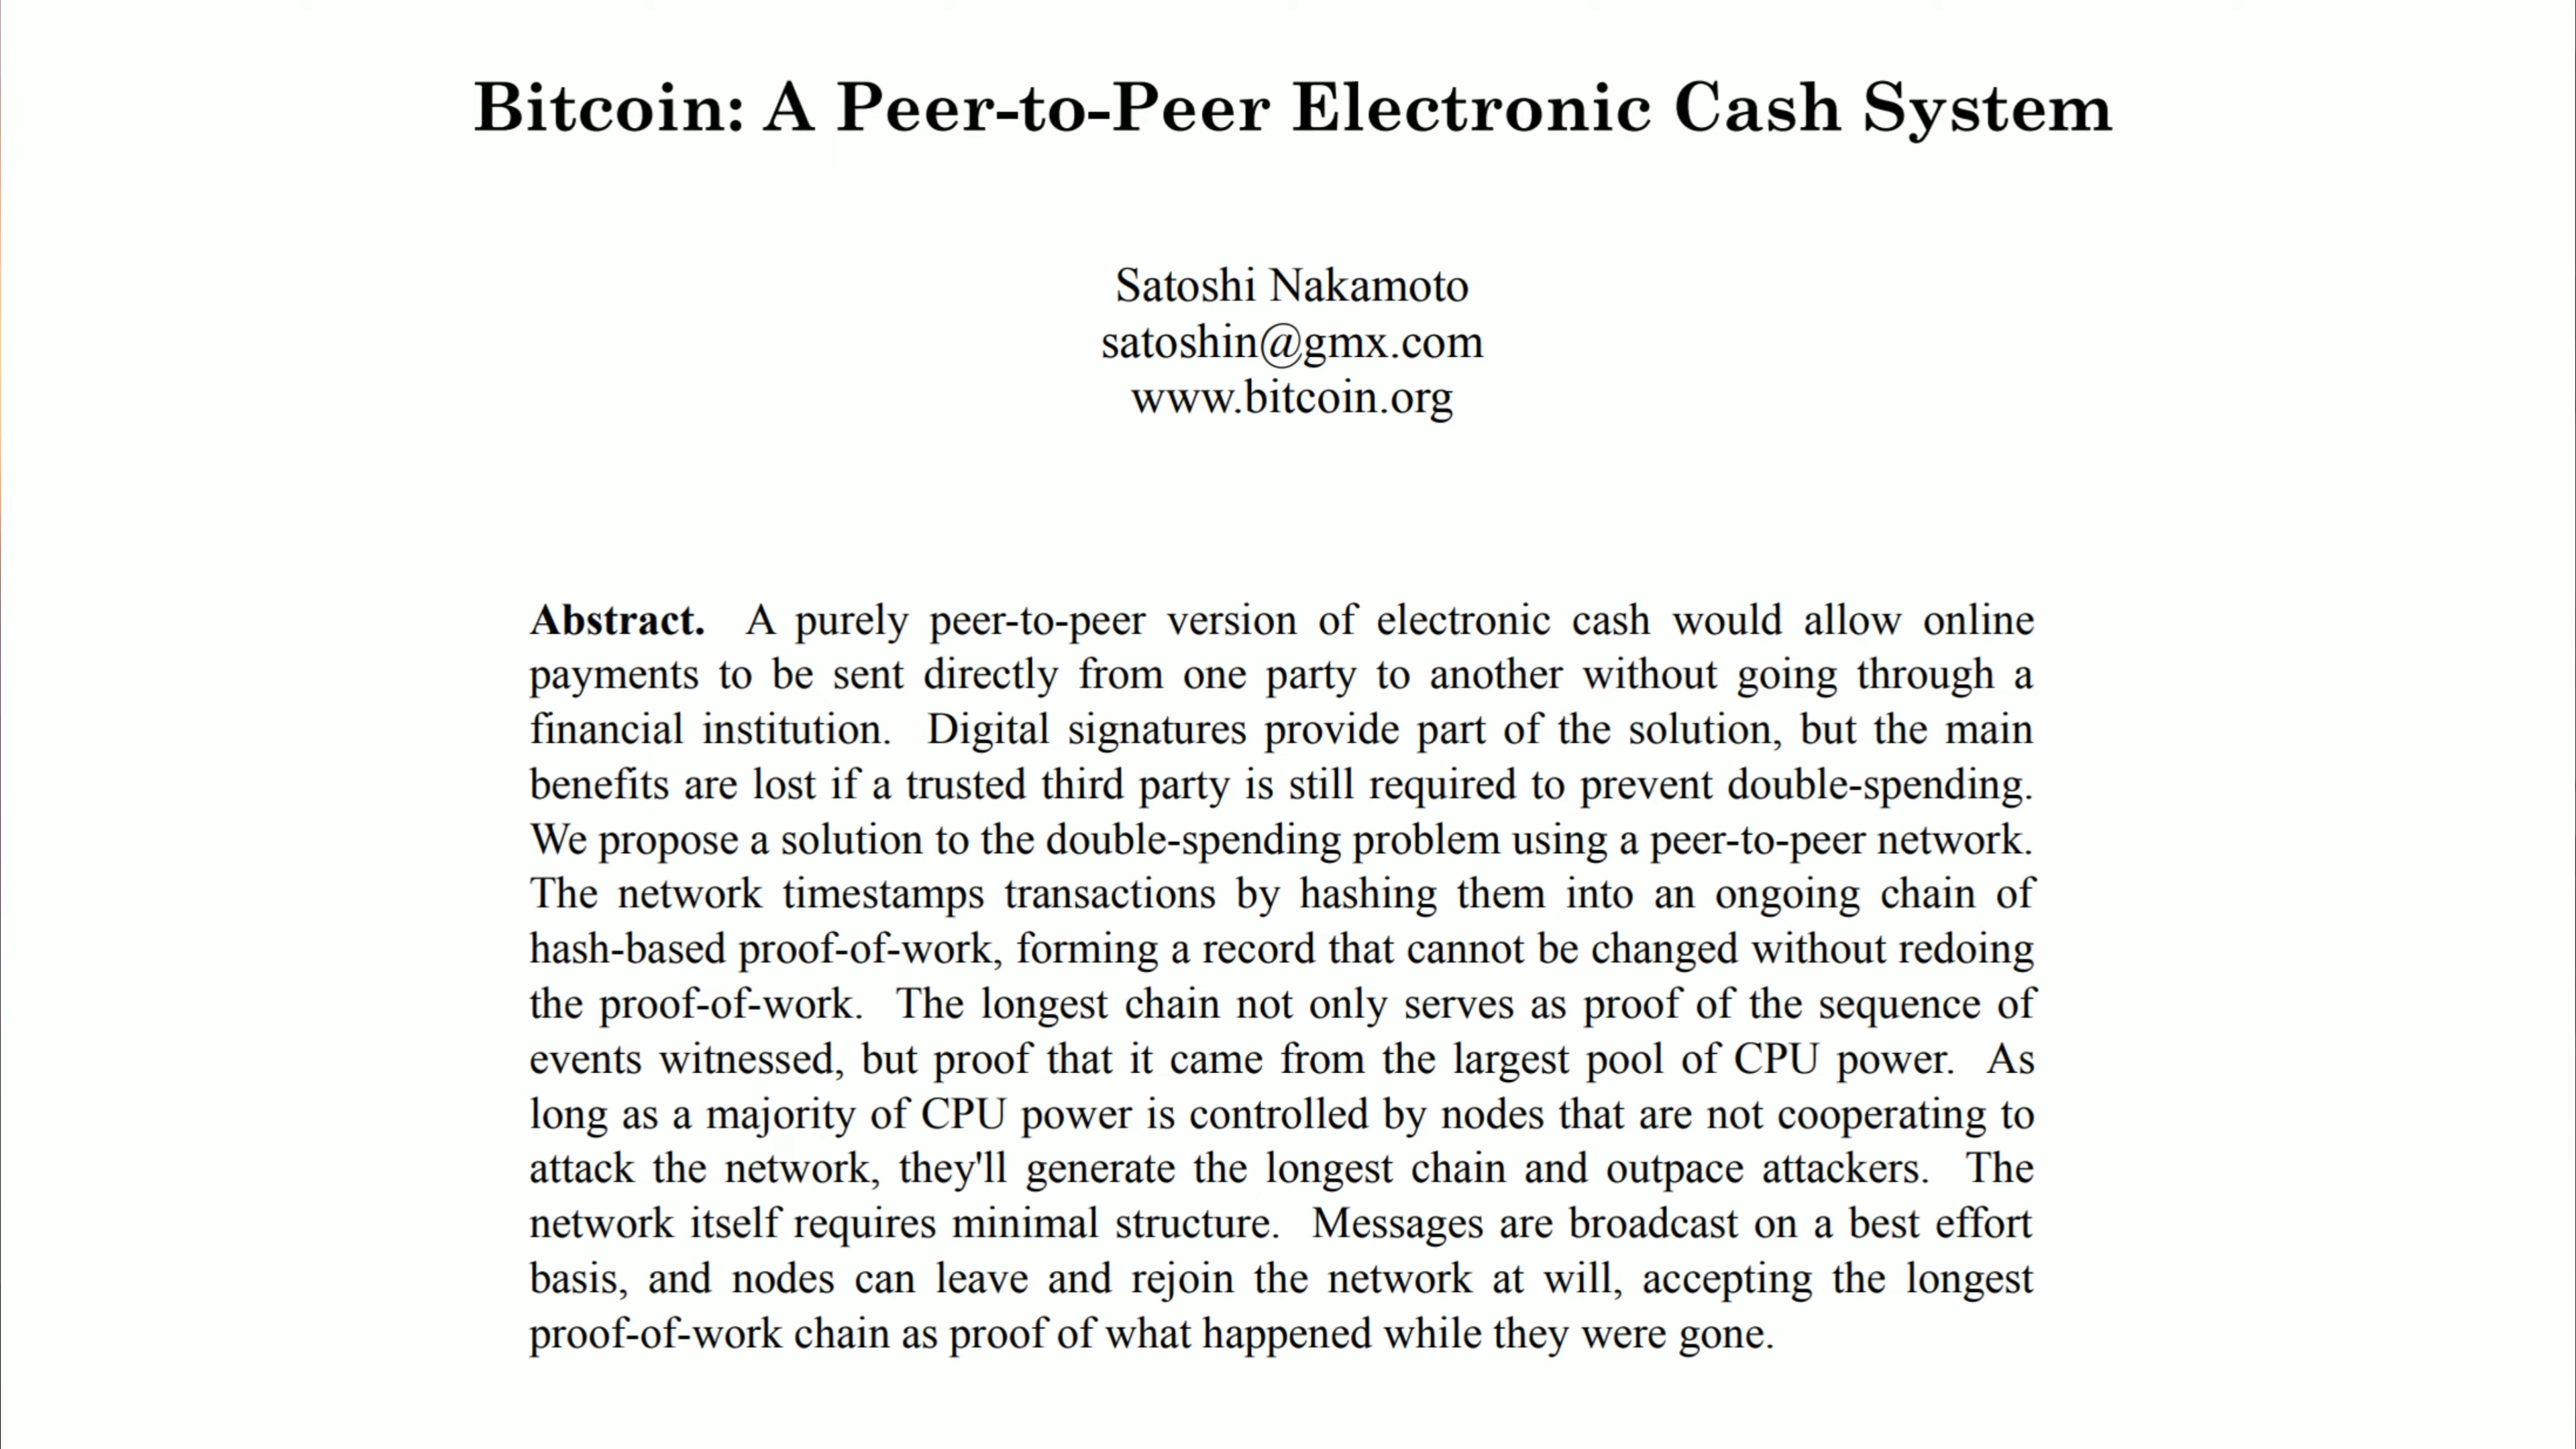 Bitcoin: A Peer-to-Peer Electronic Cash System
Satoshi Nakamoto
satoshin@gmx.com
www.bitcoin.org
Abstract. A purely peer-to-peer version of electronic cash would allow online
payments to be sent directly from one party to another without going through a
financial institution. Digital signatures provide part of the solution, but the main
benefits are lost if a trusted third party is still required to prevent double-spending.
We propose a solution to the double-spending problem using a peer-to-peer network.
The network timestamps transactions by hashing them into an ongoing chain of
hash-based proof-of-work, forming a record that cannot be changed without redoing
the proof-of-work. The longest chain not only serves as proof of the sequence of
events witnessed, but proof that it came from the largest pool of CPU power. As
long as a majority of CPU power is controlled by nodes that are not cooperating to
attack the network, they'll generate the longest chain and outpace attackers. The
network itself requires minimal structure. Messages are broadcast on a best effort
basis, and nodes can leave and rejoin the network at will, accepting the longest
proof-of-work chain as proof of what happened while they were gone.